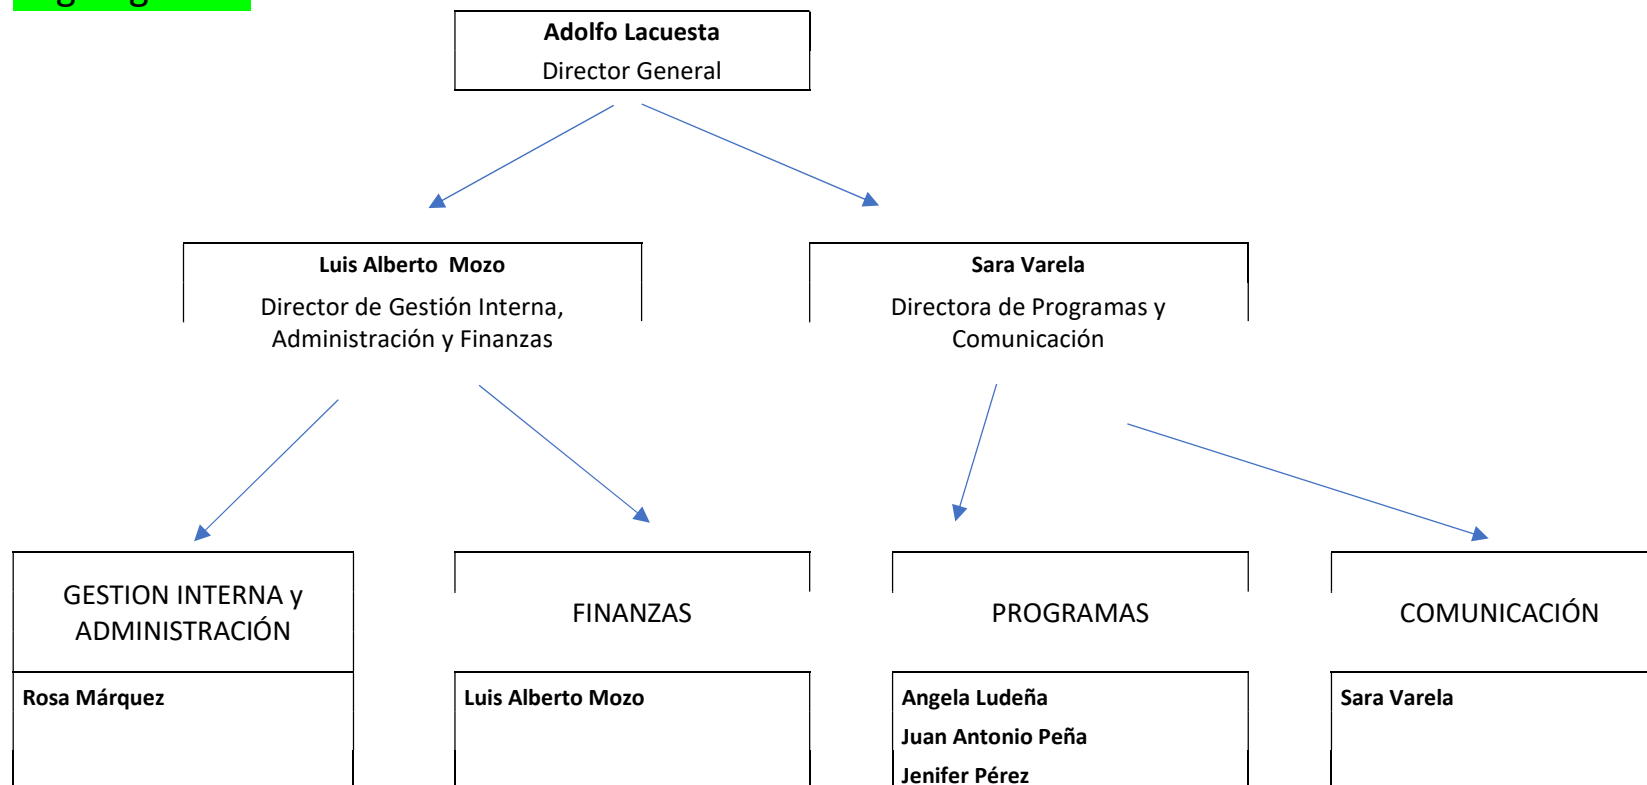 Adolfo Lacuesta
Director General
Luis Alberto Mozo
Director de Gestión Interna,
Administración y Finanzas
Sara Varela
Directora de Programas y
Comunicación
GESTION INTERNA y
ADMINISTRACIÓN
FINANZAS
PROGRAMAS
COMUNICACIÓN
Rosa Márquez
Luis Alberto Mozo
Angela Ludeña
Juan Antonio Peña
Jenifer Pérez
Sara Varela